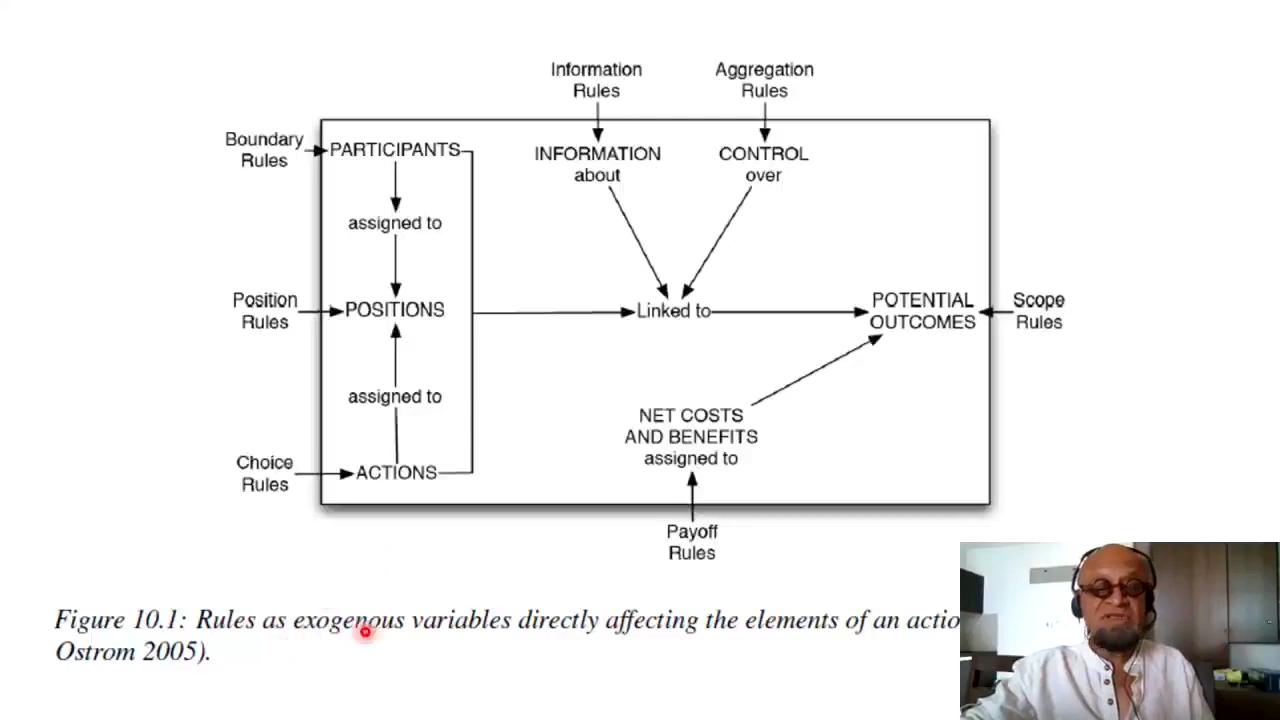 Information
Rules
Aggregation
Rules
Boundary
Rules
PARTICIPANTS
INFORMATION
about
CONTROL
over
assigned to
Position
Rules
POSITIONS
Linked to
POTENTIAL
OUTCOMES
Scope
Rules
assigned to
NET COSTS
AND BENEFITS
assigned to
Choice
Rules
ACTIONS
Payoff
Rules
Figure 10.1: Rules as exogenous variables directly affecting the elements of an actio
Ostrom 2005).